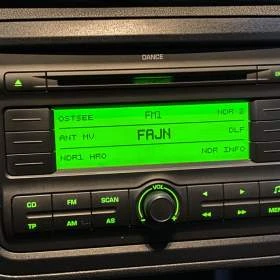 DANCE
OSTSEE FM1 NDR 2
ANT MV FAJN DLF
NDR1 HRO NDR INFO
CD FM SCAN VOL
TP AM AS